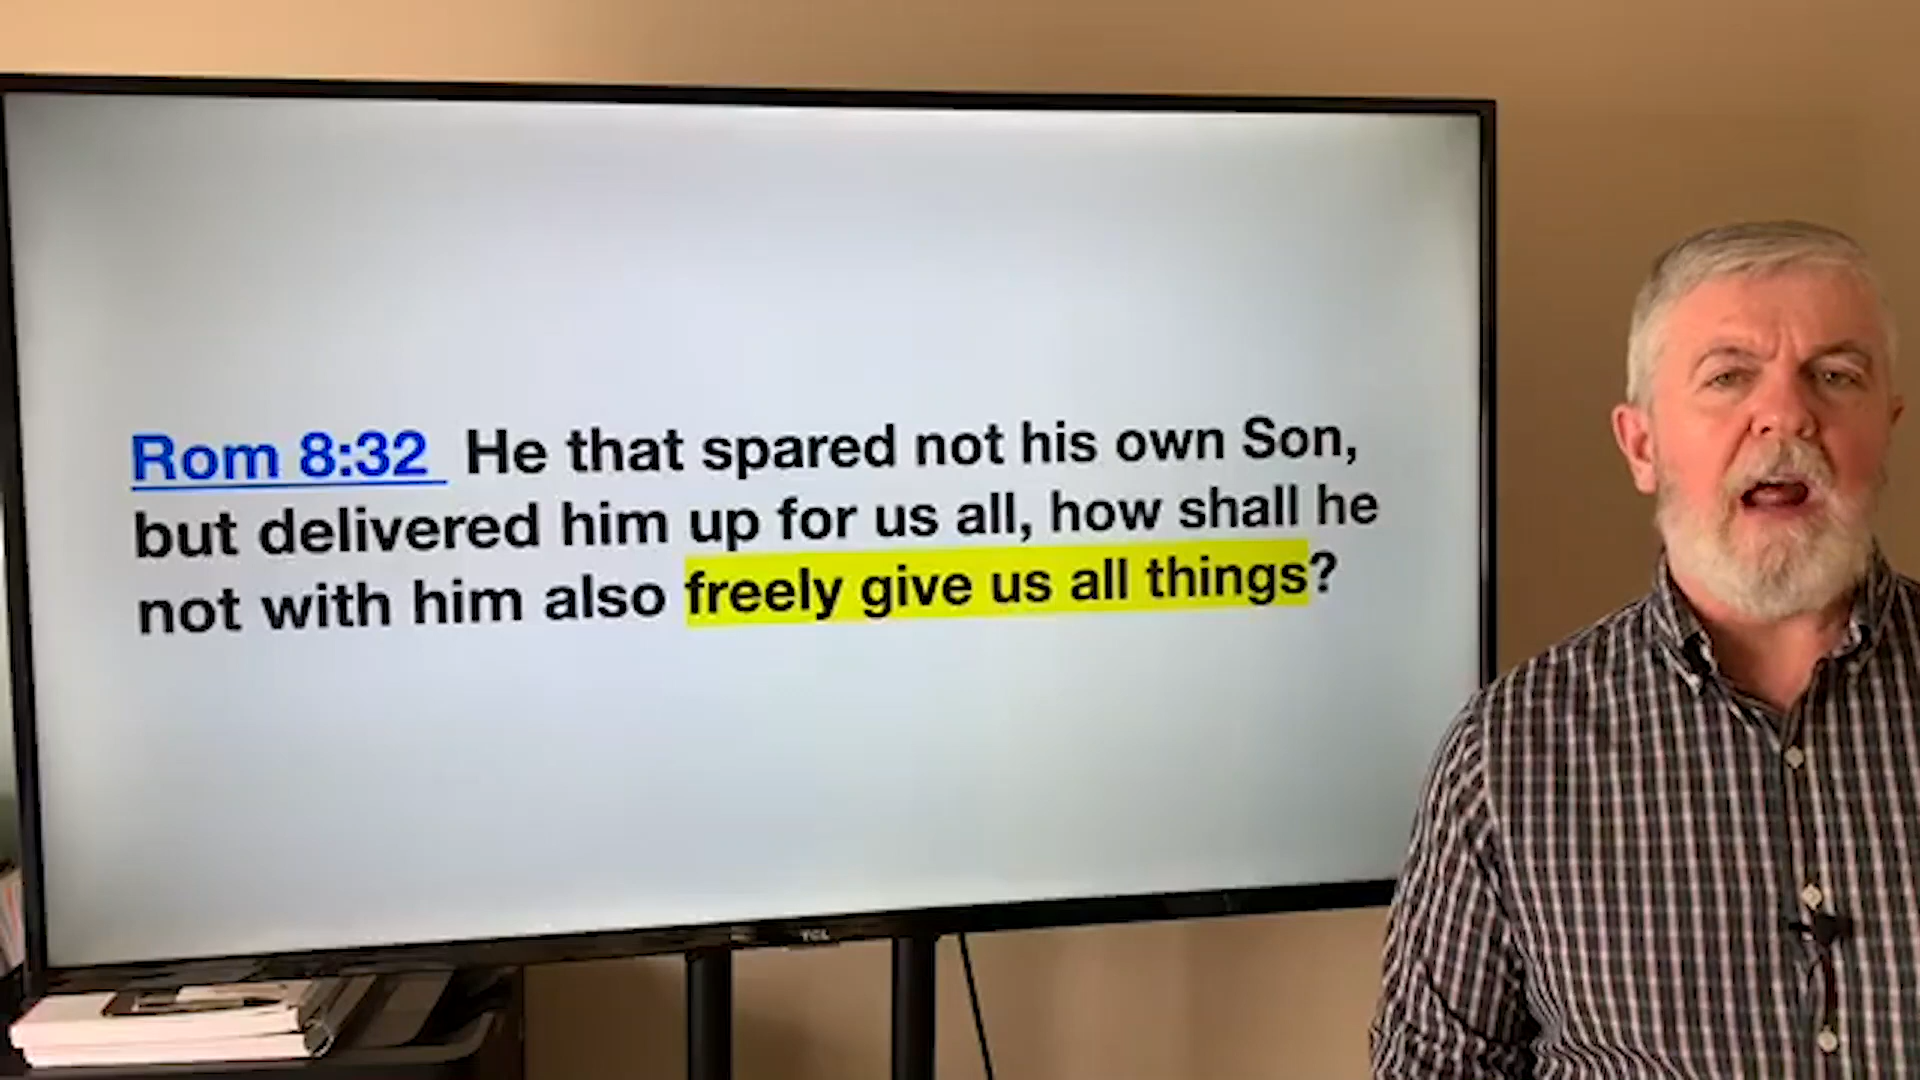 Rom 8:32 He that spared not his own Son,
but delivered him up for us all, how shall he
not with him also freely give us all things?
TCL